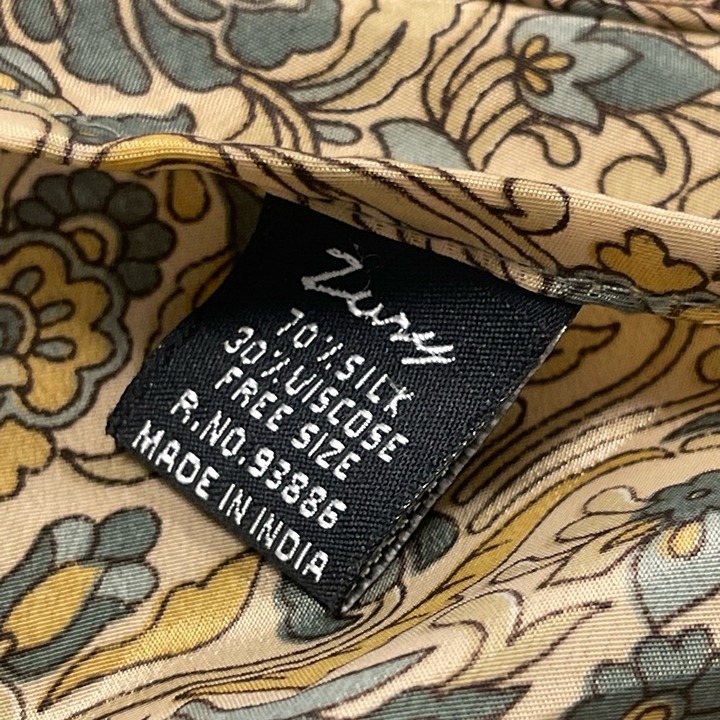 Zury
70% SILK
30% VISCOSE
FREE SIZE
R.NO.93886
MADE IN INDIA